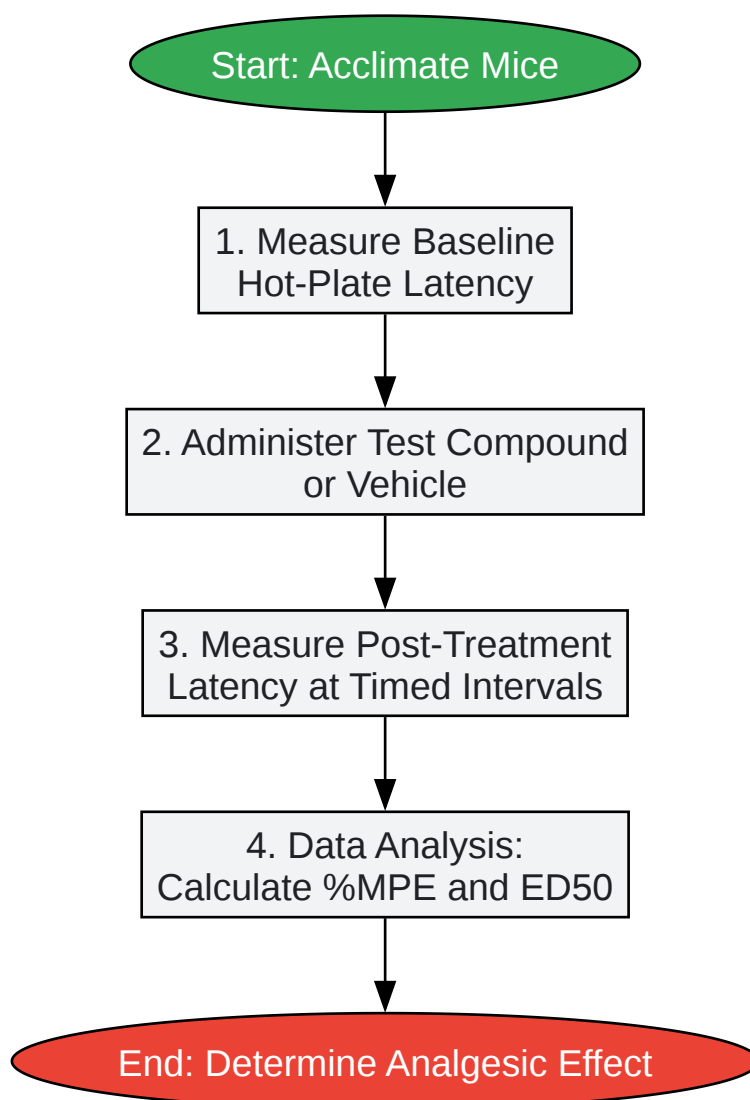 Start: Acclimate Mice
1. Measure Baseline
Hot-Plate Latency
2. Administer Test Compound
or Vehicle
3. Measure Post-Treatment
Latency at Timed Intervals
4. Data Analysis:
Calculate %MPE and ED50
End: Determine Analgesic Effect